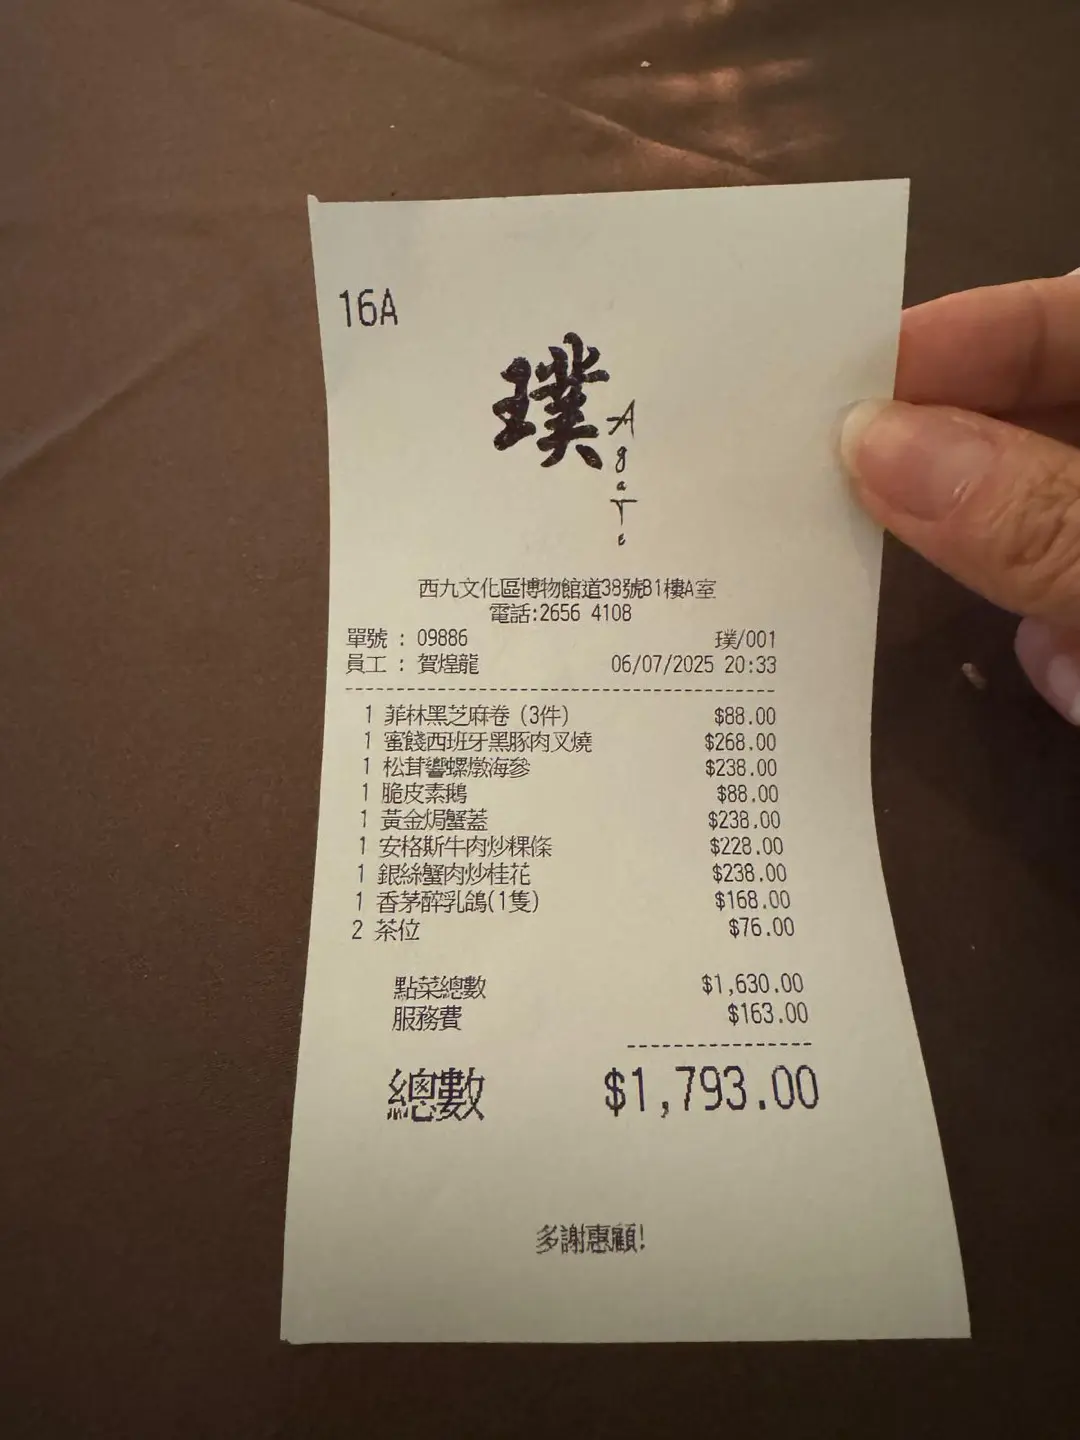 16A
璞
Agate
西九文化區博物館道38號B1樓A室
電話:2656 4108
單號 : 09886 璞/001
員工 : 賀煌龍 06/07/2025 20:33
1 菲林黑芝麻卷 (3件) $88.00
1 蜜餞西班牙黑豚肉叉燒 $268.00
1 松茸響螺燉海參 $238.00
1 脆皮素鵝 $88.00
1 黃金焗蟹蓋 $238.00
1 安格斯牛肉炒粿條 $228.00
1 銀絲蟹肉炒桂花 $238.00
1 香茅醉乳鴿(1隻) $168.00
2 茶位 $76.00
點菜總數 $1,630.00
服務費 $163.00
總數 $1,793.00
多謝惠顧!